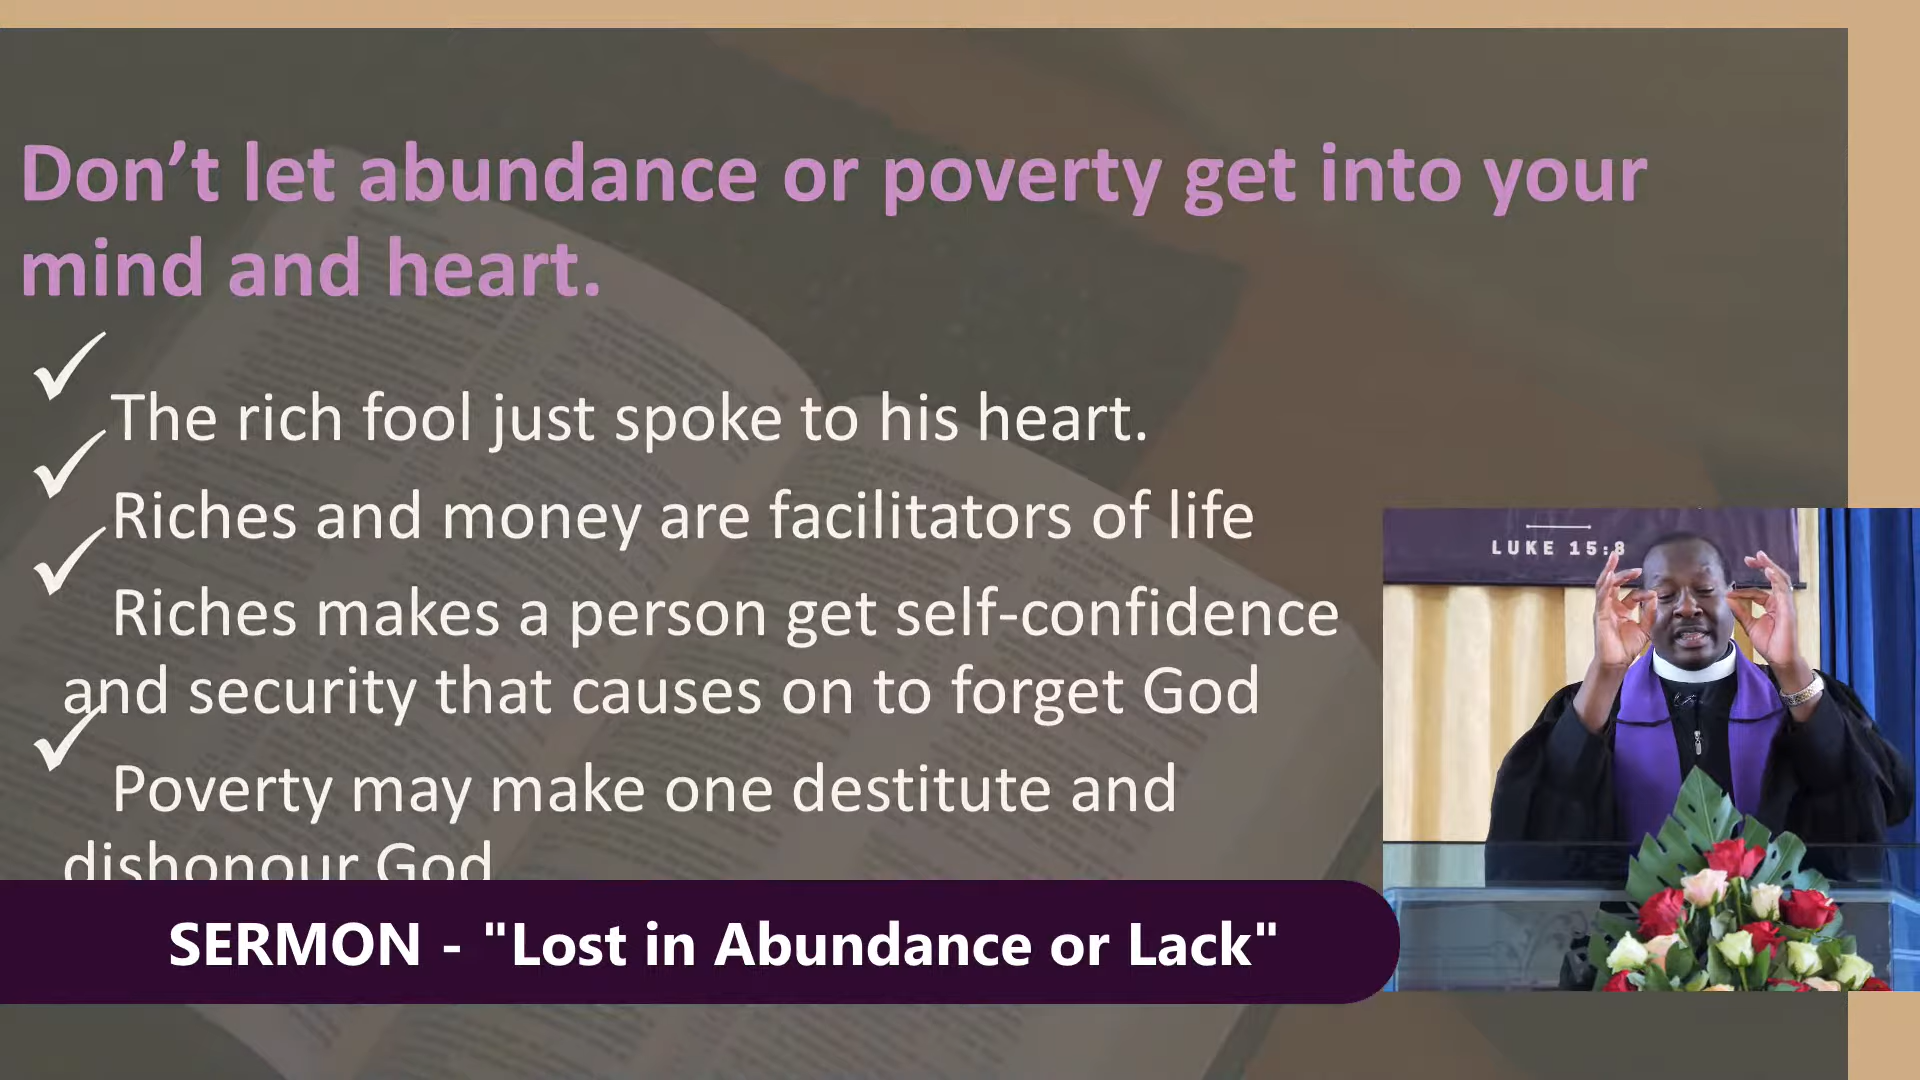 Don’t let abundance or poverty get into your
mind and heart.
The rich fool just spoke to his heart.
Riches and money are facilitators of life
Riches makes a person get self-confidence
and security that causes on to forget God
Poverty may make one destitute and
dishonour God
SERMON - "Lost in Abundance or Lack"
LUKE 15:8